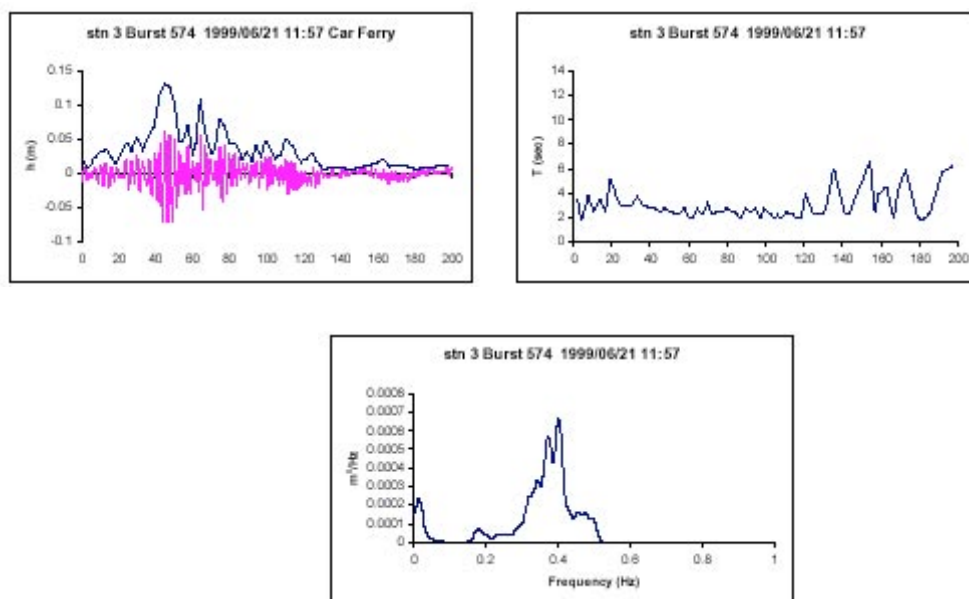 stn 3 Burst 574 1999/06/21 11:57 Car Ferry
h (m)
0.15
0.1
0.05
0
-0.05
-0.1
0 20 40 60 80 100 120 140 160 180 200
stn 3 Burst 574 1999/06/21 11:57
T (sec)
14
12
10
8
6
4
2
0
0 20 40 60 80 100 120 140 160 180 200
stn 3 Burst 574 1999/06/21 11:57
m²/Hz
0.0008
0.0007
0.0006
0.0005
0.0004
0.0003
0.0002
0.0001
0
0 0.2 0.4 0.6 0.8 1
Frequency (Hz)